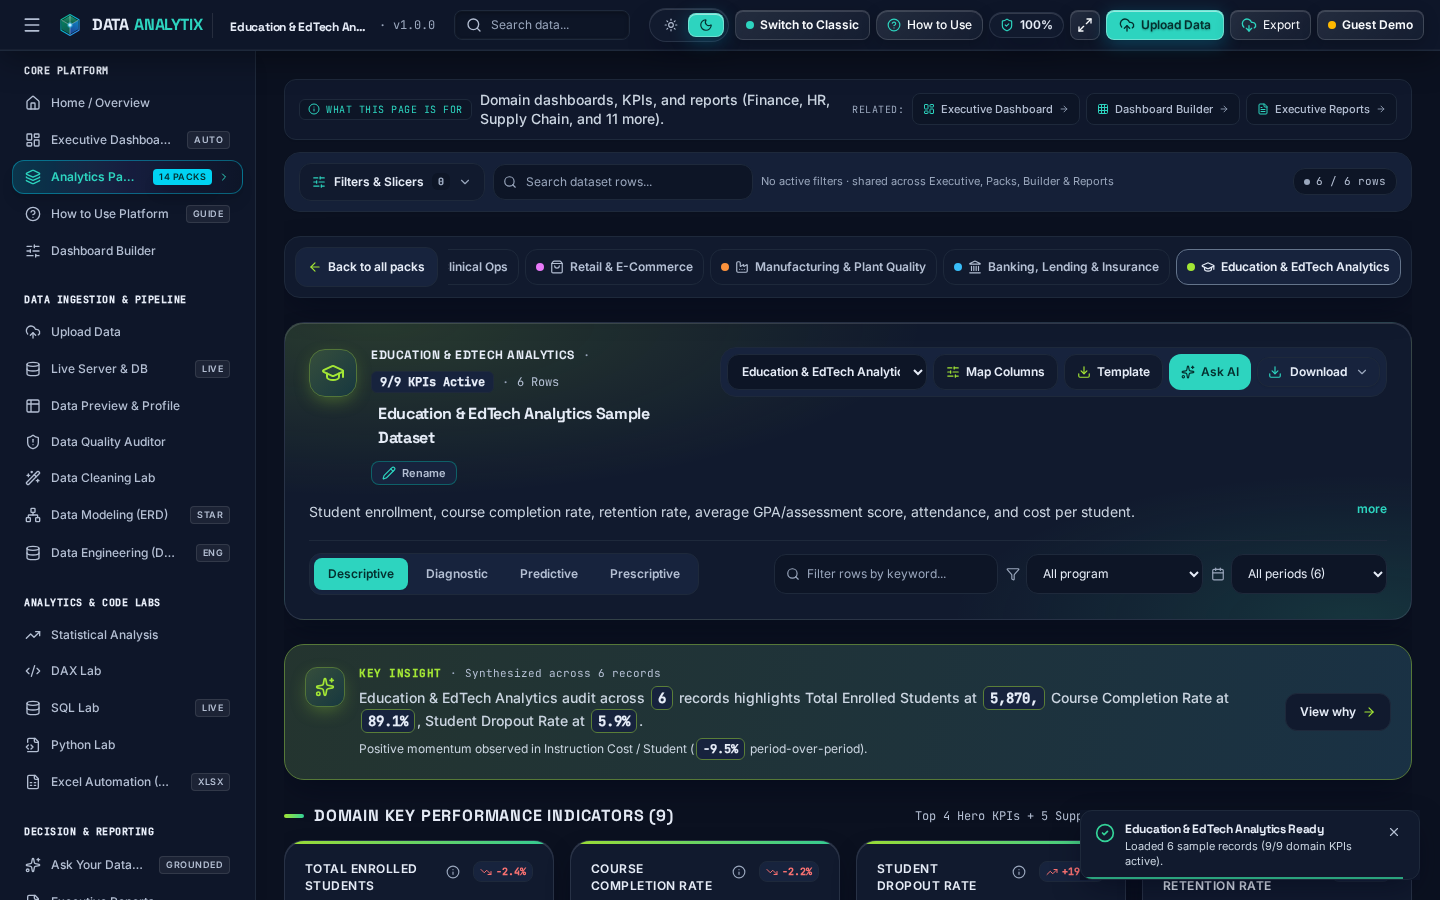 DATA ANALYTIX
Education & EdTech An...
· v1.0.0
Search data...
Switch to Classic
How to Use
100%
Upload Data
Export
Guest Demo
CORE PLATFORM
Home / Overview
Executive Dashboa... AUTO
Analytics Pa... 14 PACKS
How to Use Platform GUIDE
Dashboard Builder
DATA INGESTION & PIPELINE
Upload Data
Live Server & DB LIVE
Data Preview & Profile
Data Quality Auditor
Data Cleaning Lab
Data Modeling (ERD) STAR
Data Engineering (D... ENG
ANALYTICS & CODE LABS
Statistical Analysis
DAX Lab
SQL Lab LIVE
Python Lab
Excel Automation (... XLSX
DECISION & REPORTING
Ask Your Data... GROUNDED
WHAT THIS PAGE IS FOR
Domain dashboards, KPIs, and reports (Finance, HR,
Supply Chain, and 11 more).
RELATED:
Executive Dashboard
Dashboard Builder
Executive Reports
Filters & Slicers 0
Search dataset rows...
No active filters · shared across Executive, Packs, Builder & Reports
6 / 6 rows
Back to all packs
linical Ops
Retail & E-Commerce
Manufacturing & Plant Quality
Banking, Lending & Insurance
Education & EdTech Analytics
EDUCATION & EDTECH ANALYTICS ·
9/9 KPIs Active · 6 Rows
Education & EdTech Analytics Sample
Dataset
Rename
Education & EdTech Analytic
Map Columns
Template
Ask AI
Download
Student enrollment, course completion rate, retention rate, average GPA/assessment score, attendance, and cost per student.
more
Descriptive
Diagnostic
Predictive
Prescriptive
Filter rows by keyword...
All program
All periods (6)
KEY INSIGHT · Synthesized across 6 records
Education & EdTech Analytics audit across 6 records highlights Total Enrolled Students at 5,870, Course Completion Rate at
89.1% , Student Dropout Rate at 5.9% .
Positive momentum observed in Instruction Cost / Student ( -9.5% period-over-period).
View why
DOMAIN KEY PERFORMANCE INDICATORS (9)
Top 4 Hero KPIs + 5 Supp
TOTAL ENROLLED
STUDENTS
-2.4%
COURSE
COMPLETION RATE
-2.2%
STUDENT
DROPOUT RATE
+19
RETENTION RATE
Education & EdTech Analytics Ready
Loaded 6 sample records (9/9 domain KPIs
active).